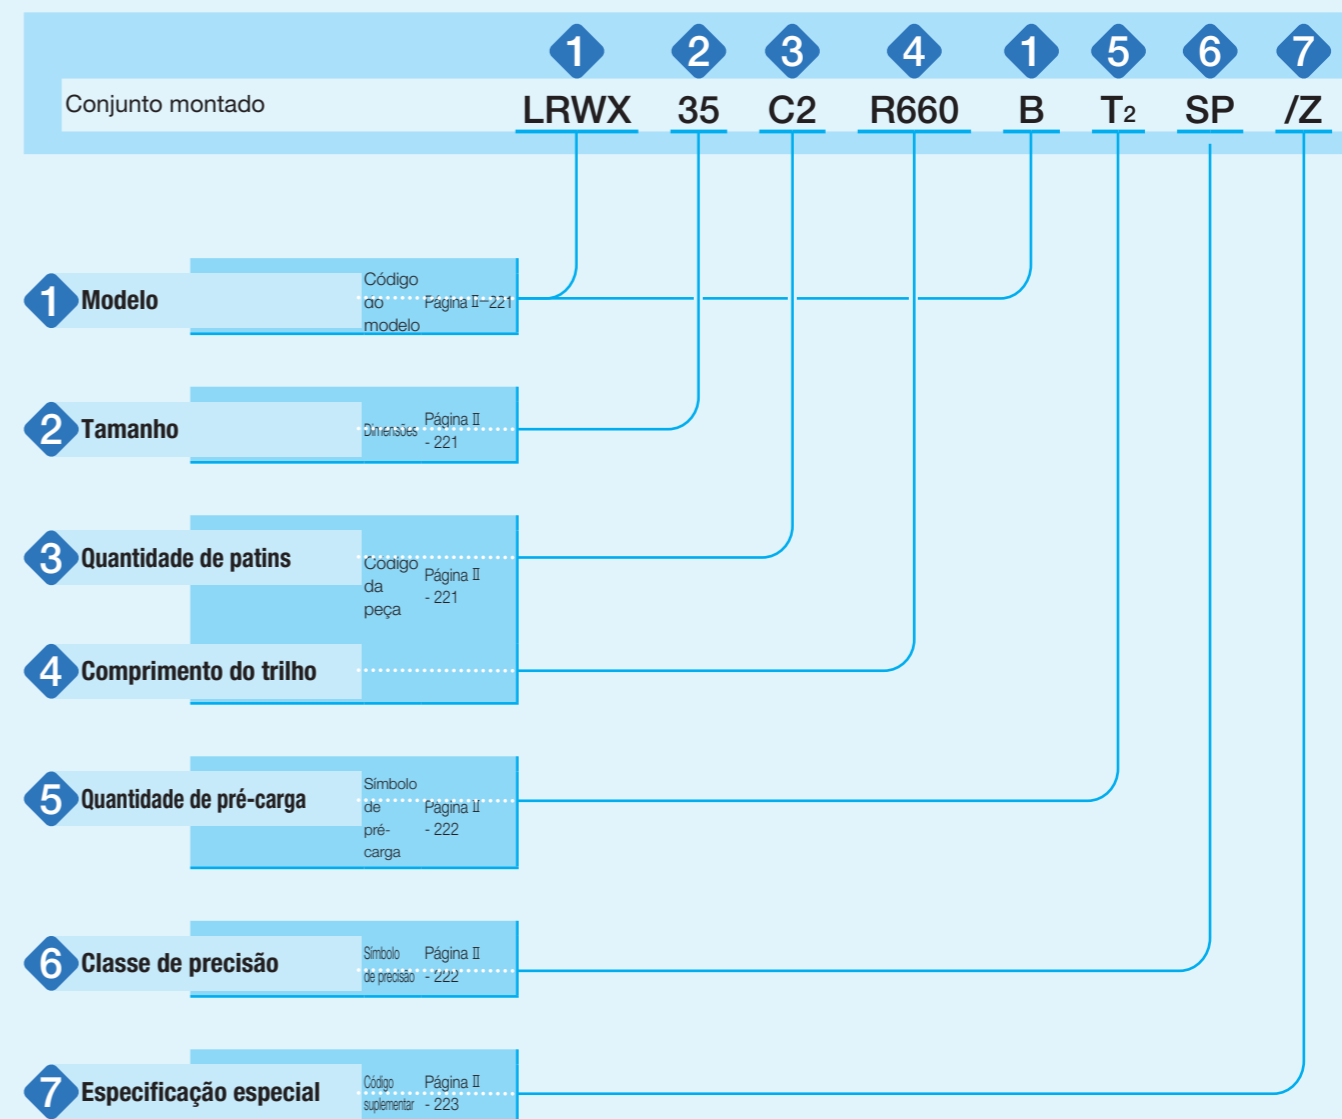 1 2 3 4 1 5 6 7
Conjunto montado LRWX 35 C2 R660 B T2 SP /Z
1 Modelo
Código
do
modelo
Página Ⅱ-221
2 Tamanho
Dimensões
Página Ⅱ
- 221
3 Quantidade de patins
Código
da
peça
Página Ⅱ
- 221
4 Comprimento do trilho
5 Quantidade de pré-carga
Símbolo
de
pré-
carga
Página Ⅱ
- 222
6 Classe de precisão
Símbolo
de precisão
Página Ⅱ
- 222
7 Especificação especial
Código
suplementar
Página Ⅱ
- 223